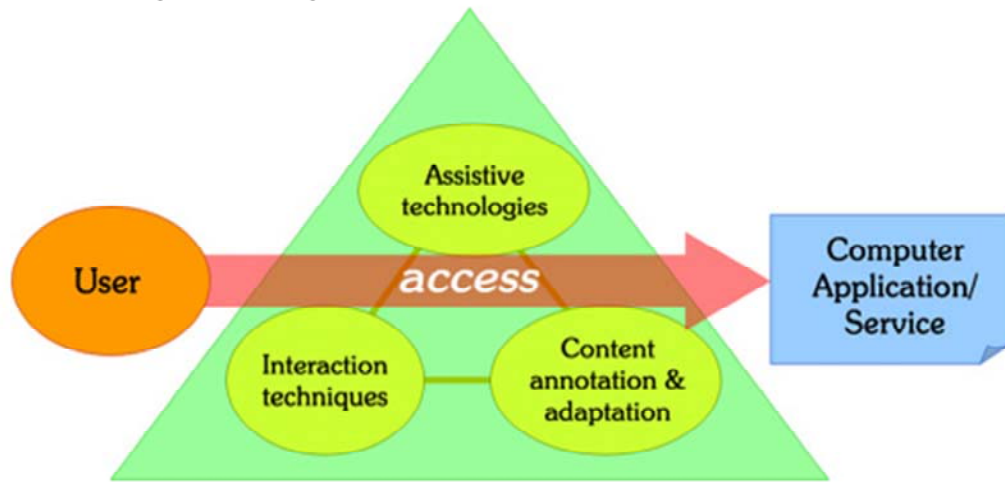 Assistive
technologies
User
access
Computer
Application/
Service
Interaction
techniques
Content
annotation &
adaptation